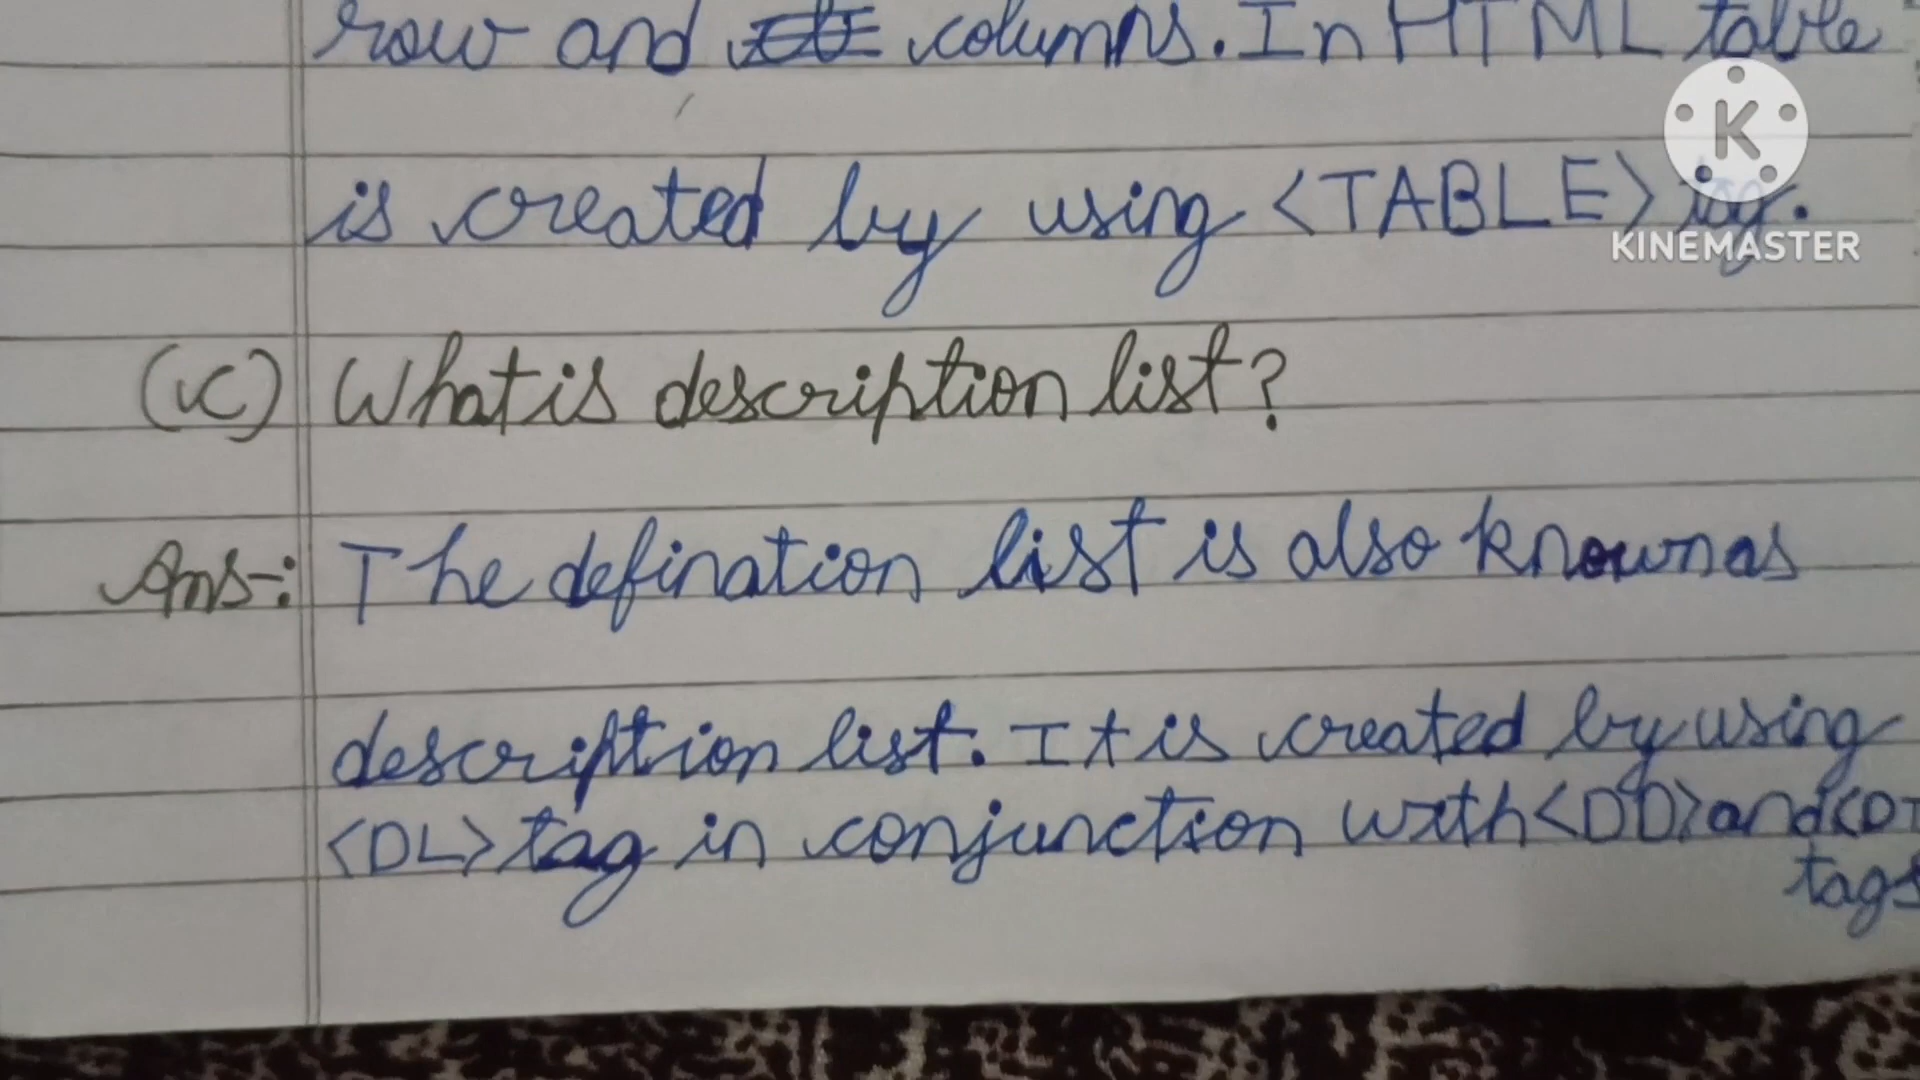 row and columns. In HTML table
is created by using <TABLE> tag.
KINEMASTER
(c) What is description list?
Ans-: The defination list is also known as
description list. It is created by using
<DL> tag in conjunction with <DD> and <DT
tags